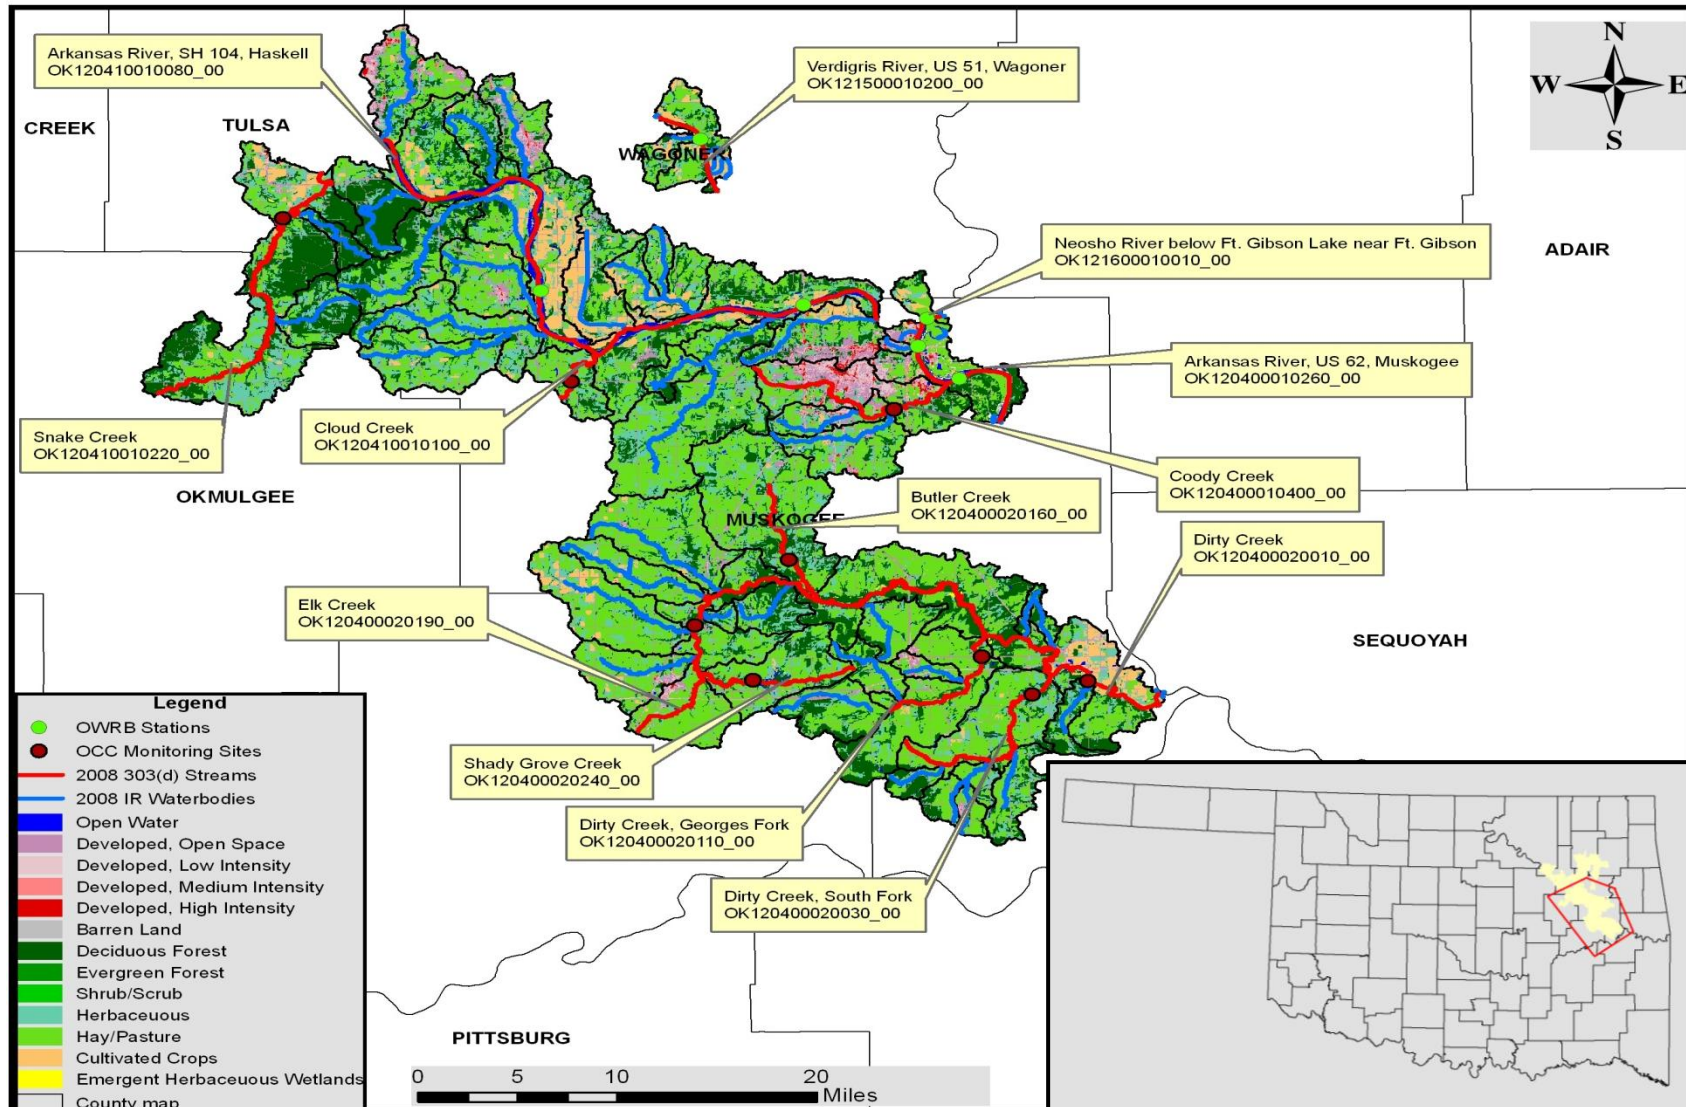 Arkansas River, SH 104, Haskell
OK120410010080_00
Verdigris River, US 51, Wagoner
OK121500010200_00
N
W
E
S
CREEK
TULSA
WAGONER
Neosho River below Ft. Gibson Lake near Ft. Gibson
OK121600010010_00
ADAIR
Arkansas River, US 62, Muskogee
OK120400010260_00
Snake Creek
OK120410010220_00
Cloud Creek
OK120410010100_00
Coody Creek
OK120400010400_00
OKMULGEE
Butler Creek
OK120400020160_00
MUSKOGEE
Dirty Creek
OK120400020010_00
Elk Creek
OK120400020190_00
SEQUOYAH
Shady Grove Creek
OK120400020240_00
Dirty Creek, Georges Fork
OK120400020110_00
Dirty Creek, South Fork
OK120400020030_00
Legend
OWRB Stations
OCC Monitoring Sites
2008 303(d) Streams
2008 IR Waterbodies
Open Water
Developed, Open Space
Developed, Low Intensity
Developed, Medium Intensity
Developed, High Intensity
Barren Land
Deciduous Forest
Evergreen Forest
Shrub/Scrub
Herbaceous
Hay/Pasture
Cultivated Crops
Emergent Herbaceous Wetlands
County map
PITTSBURG
0 5 10 20
Miles